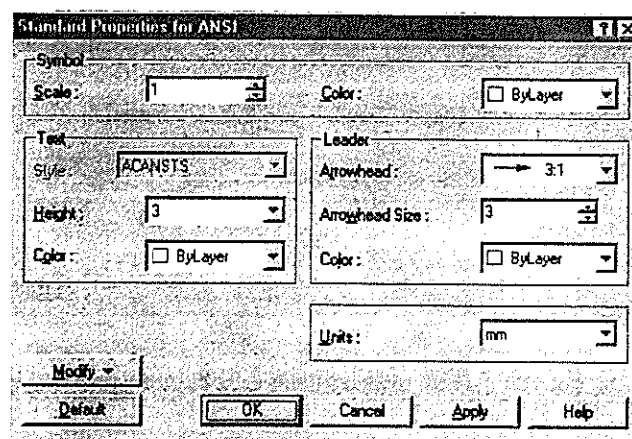 Standard Properties for ANSI
Symbol
Scale: 1 Color: ByLayer
Text
Style: ACANSTS
Height: 3
Color: ByLayer
Leader
Arrowhead: 3:1
Arrowhead Size: 3
Color: ByLayer
Units: mm
Modify
Default OK Cancel Apply Help